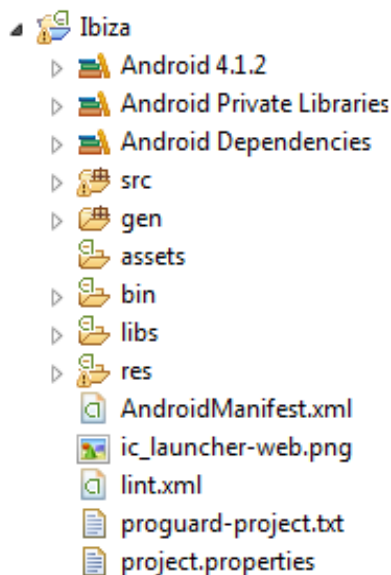 Ibiza
Android 4.1.2
Android Private Libraries
Android Dependencies
src
gen
assets
bin
libs
res
AndroidManifest.xml
ic_launcher-web.png
lint.xml
proguard-project.txt
project.properties